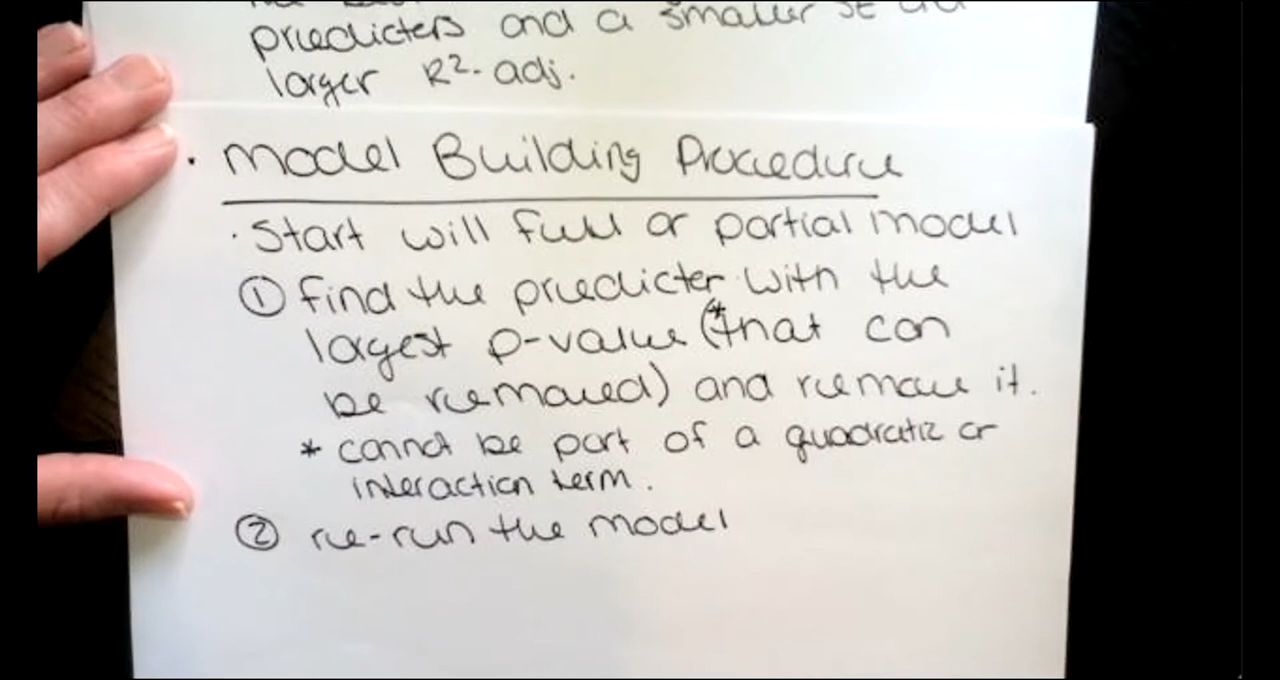 predicters and a smaller SE
larger R²-adj.
· Model Building Procedure
· Start will full or partial model
① find the predicter with the
largest p-value (*that can
be removed) and remove it.
* cannot be part of a quadratic or
interaction term.
② re-run the model